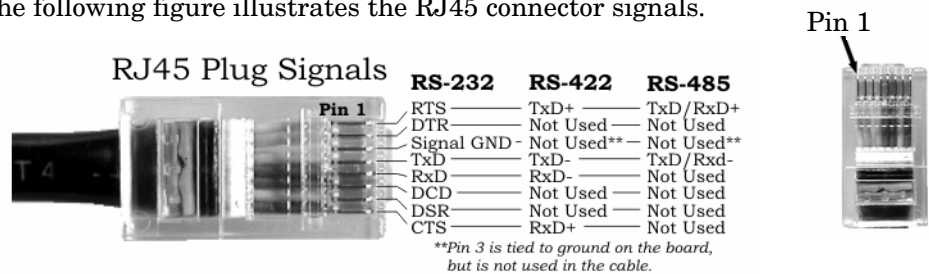 he following figure illustrates the RJ45 connector signals.
Pin 1
RJ45 Plug Signals
RS-232 RS-422 RS-485
Pin 1
RTS TxD+ TxD/RxD+
DTR Not Used Not Used
Signal GND - Not Used** Not Used**
TxD TxD- TxD/Rxd-
RxD RxD- Not Used
DCD Not Used Not Used
DSR Not Used Not Used
CTS RxD+ Not Used
**Pin 3 is tied to ground on the board,
but is not used in the cable.
T 4